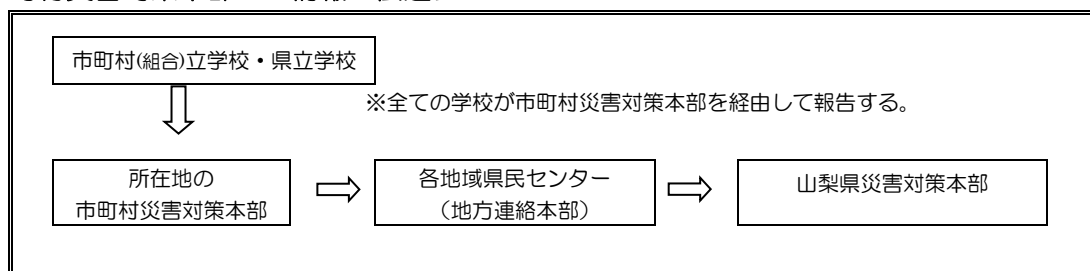 市町村(組合)立学校・県立学校
※全ての学校が市町村災害対策本部を経由して報告する。
所在地の
市町村災害対策本部
各地域県民センター
（地方連絡本部）
山梨県災害対策本部